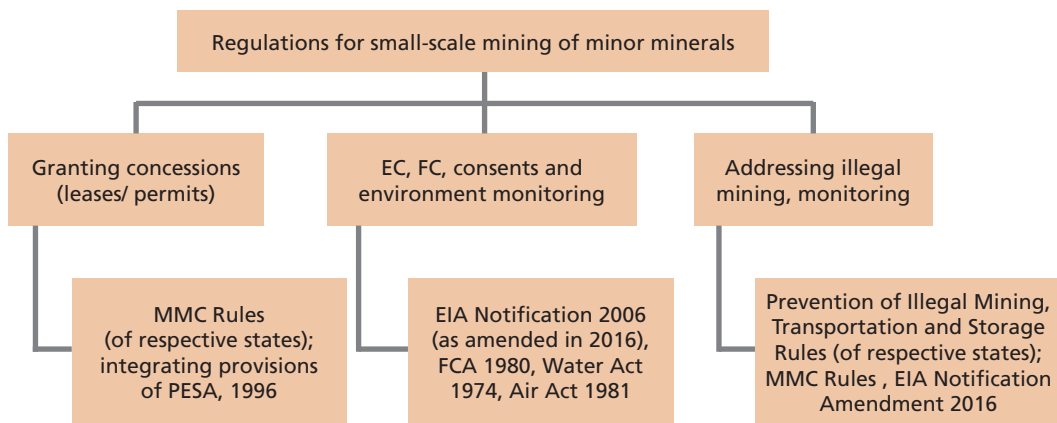 Regulations for small-scale mining of minor minerals
Granting concessions
(leases/ permits)
EC, FC, consents and
environment monitoring
Addressing illegal
mining, monitoring
MMC Rules
(of respective states);
integrating provisions
of PESA, 1996
EIA Notification 2006
(as amended in 2016),
FCA 1980, Water Act
1974, Air Act 1981
Prevention of Illegal Mining,
Transportation and Storage
Rules (of respective states);
MMC Rules , EIA Notification
Amendment 2016